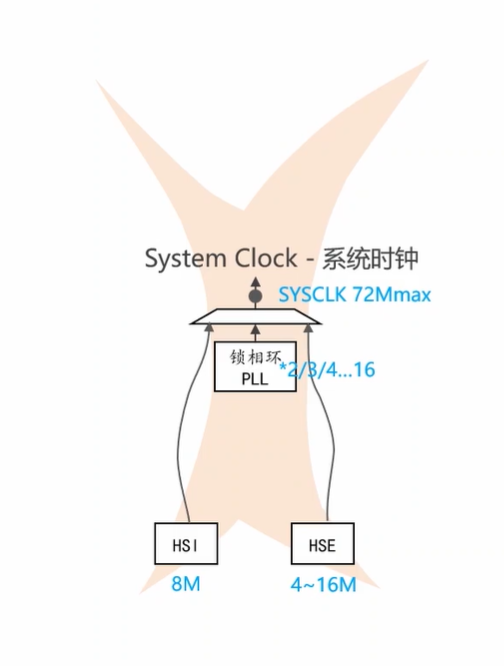 System Clock - 系统时钟
SYSCLK 72Mmax
锁相环
PLL
*2/3/4...16
HSI
HSE
8M
4~16M